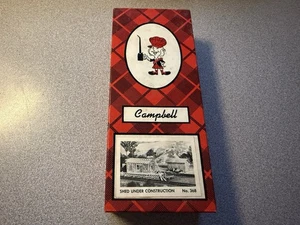 Campbell
SHED UNDER CONSTRUCTION No. 368